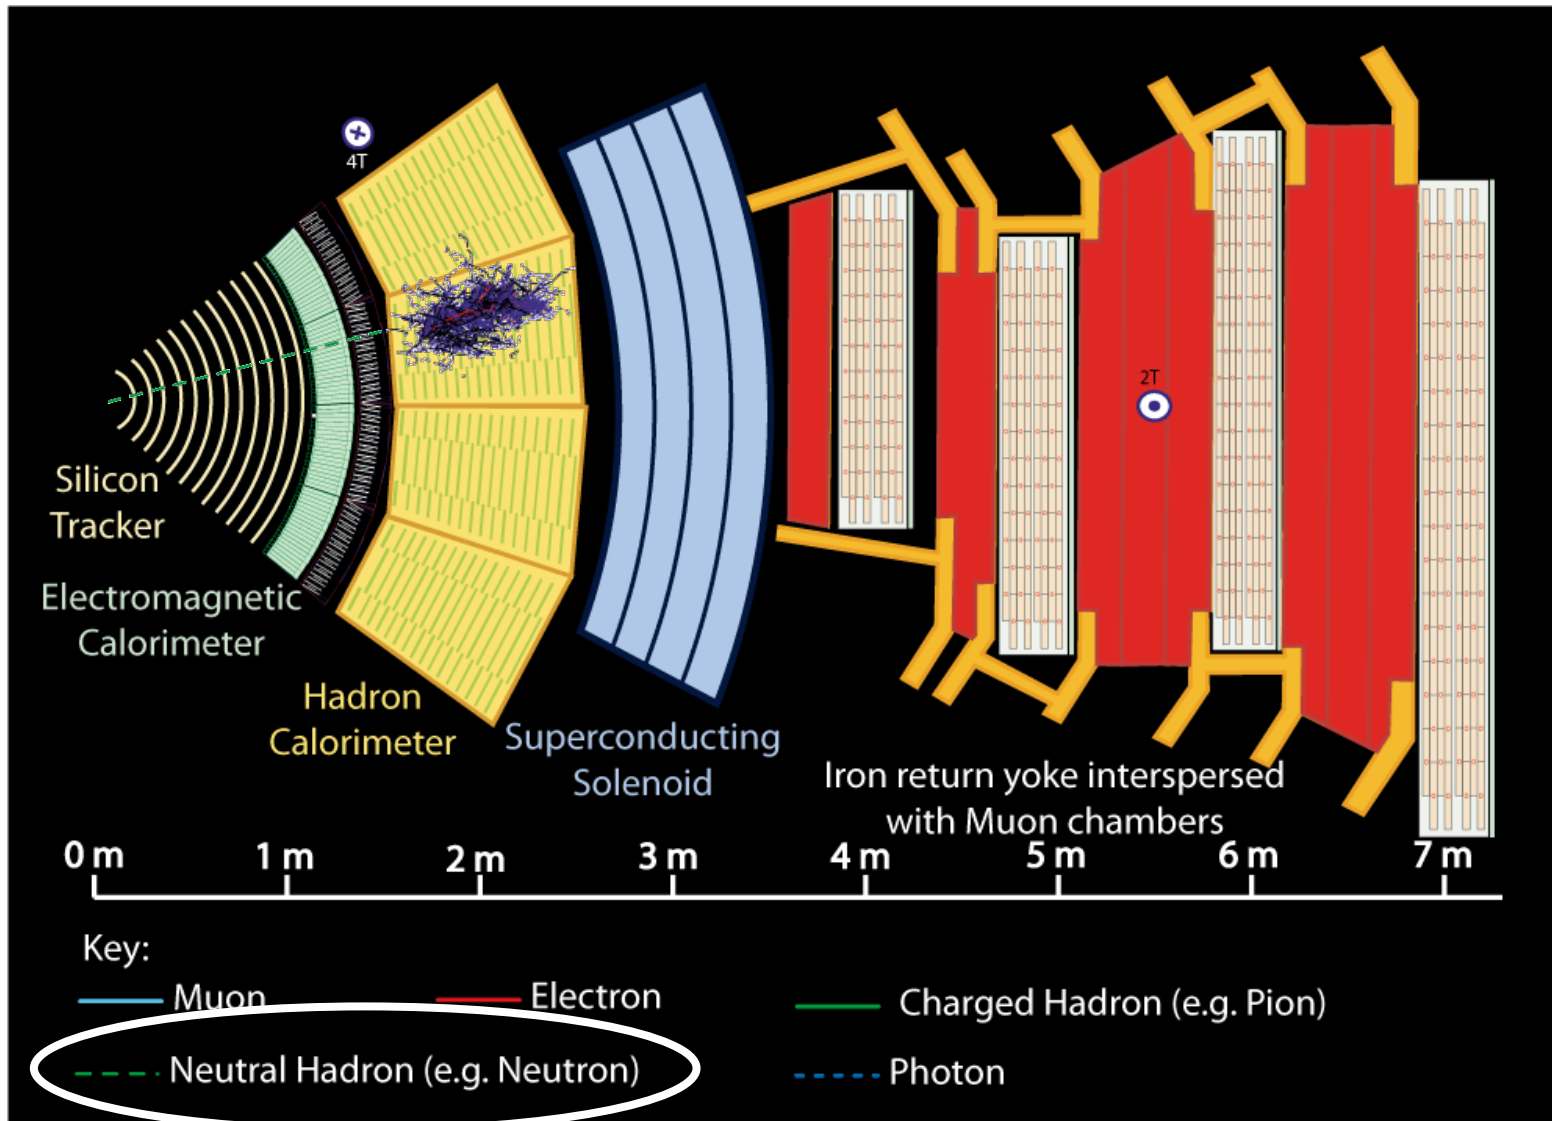 4T
2T
Silicon
Tracker
Electromagnetic
Calorimeter
Hadron
Calorimeter
Superconducting
Solenoid
Iron return yoke interspersed
with Muon chambers
0 m 1 m 2 m 3 m 4 m 5 m 6 m 7 m
Key:
Muon Electron Charged Hadron (e.g. Pion)
Neutral Hadron (e.g. Neutron) Photon